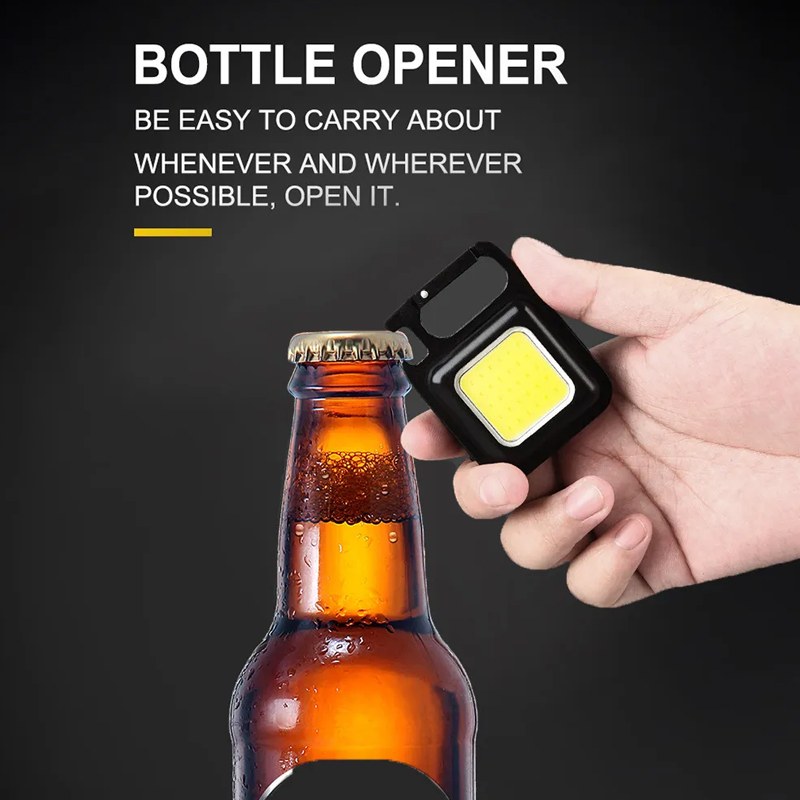 BOTTLE OPENER
BE EASY TO CARRY ABOUT
WHENEVER AND WHEREVER
POSSIBLE, OPEN IT.